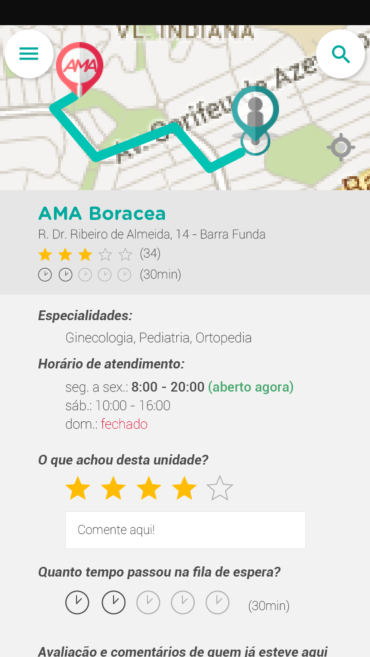 VL. INDIANA
AMA
Av. Garifeu de Azev
AMA Boracea
R. Dr. Ribeiro de Almeida, 14 - Barra Funda
(34)
(30min)
Especialidades:
Ginecologia, Pediatria, Ortopedia
Horário de atendimento:
seg. a sex.: 8:00 - 20:00 (aberto agora)
sáb.: 10:00 - 16:00
dom.: fechado
O que achou desta unidade?
Comente aqui!
Quanto tempo passou na fila de espera?
(30min)
Avaliação e comentários de quem já esteve aqui